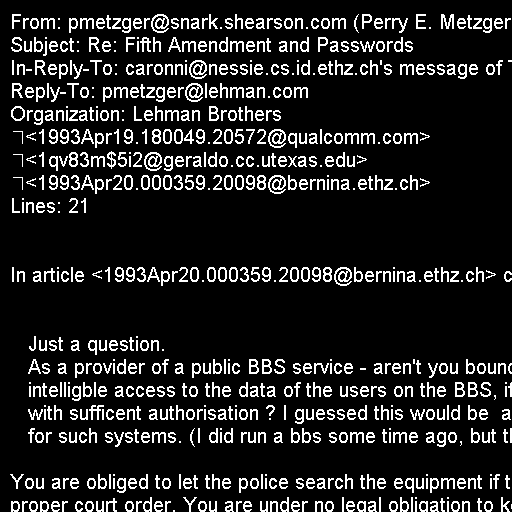 From: pmetzger@snark.shearson.com (Perry E. Metzger
Subject: Re: Fifth Amendment and Passwords
In-Reply-To: caronni@nessie.cs.id.ethz.ch's message of
Reply-To: pmetzger@lehman.com
Organization: Lehman Brothers
<1993Apr19.180049.20572@qualcomm.com>
<1qv83m$5i2@geraldo.cc.utexas.edu>
<1993Apr20.000359.20098@bernina.ethz.ch>
Lines: 21
In article <1993Apr20.000359.20098@bernina.ethz.ch> c
Just a question.
As a provider of a public BBS service - aren't you bound
intelligble access to the data of the users on the BBS, if
with sufficent authorisation ? I guessed this would be  a
for such systems. (I did run a bbs some time ago, but
You are obliged to let the police search the equipment if
proper court order. You are under no legal obligation to